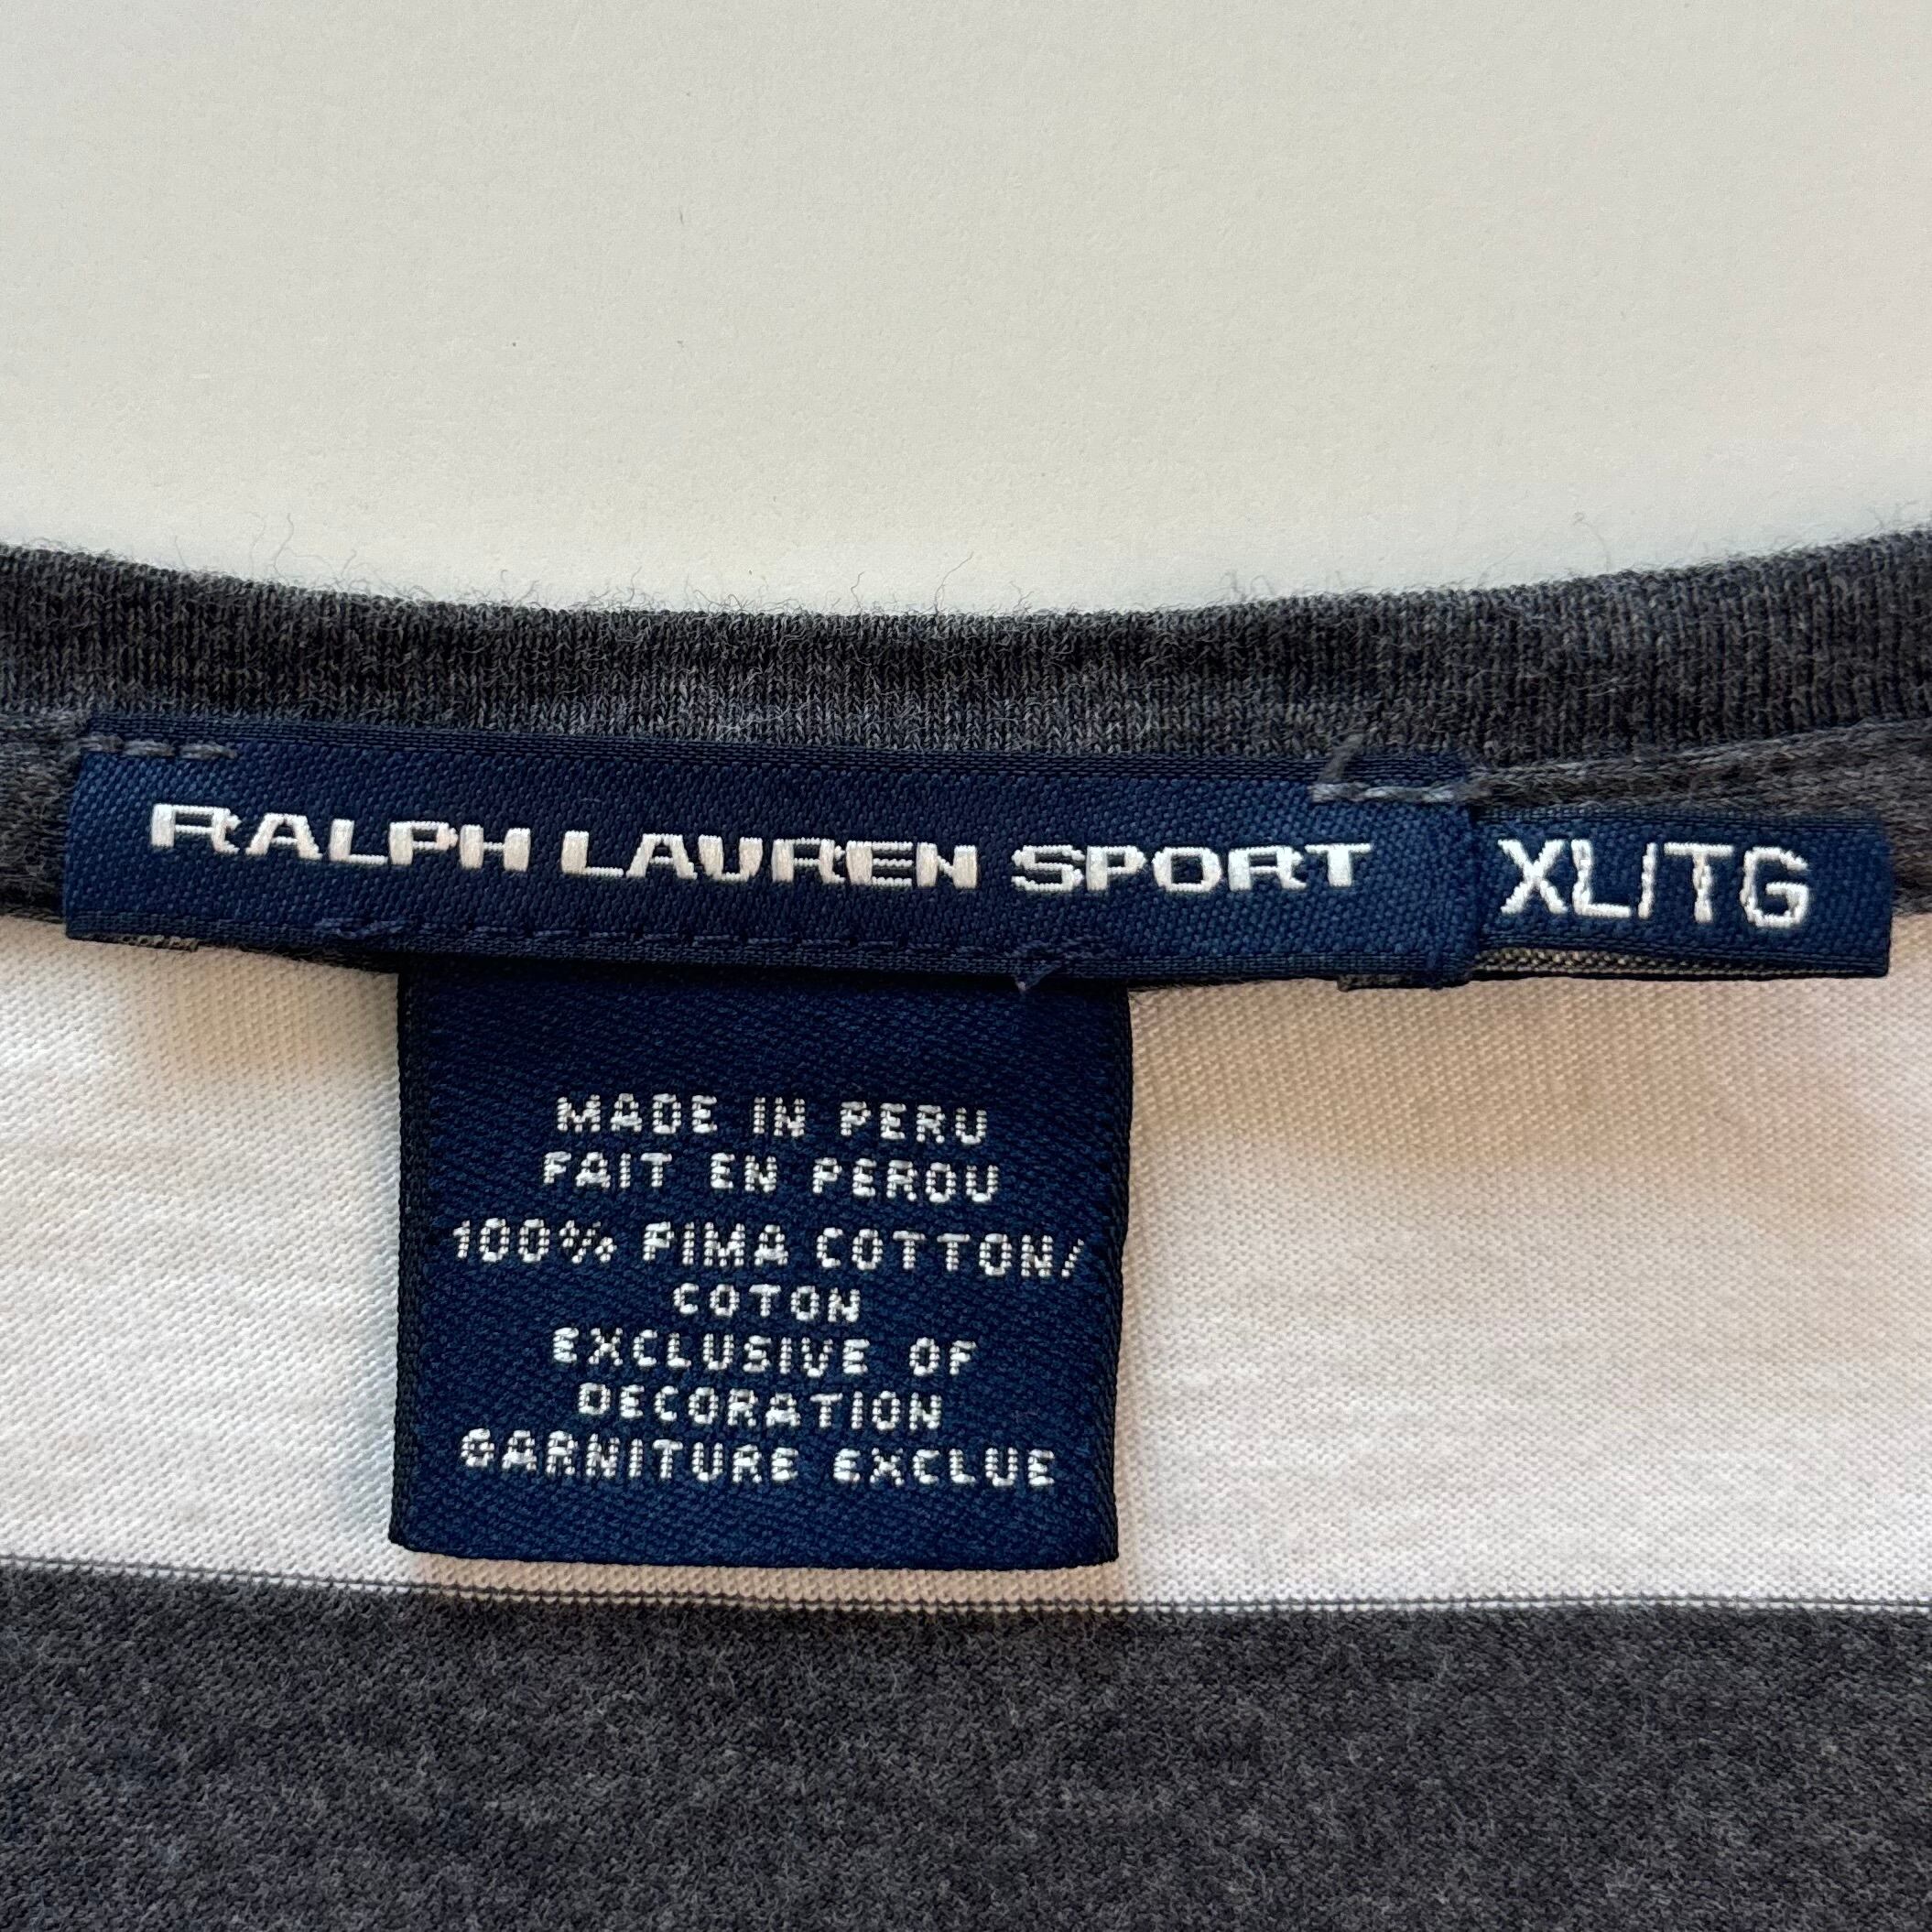 RALPH LAUREN SPORT
XL/TG
MADE IN PERU
FAIT EN PEROU
100% PIMA COTTON/
COTON
EXCLUSIVE OF
DECORATION
GARNITURE EXCLUE